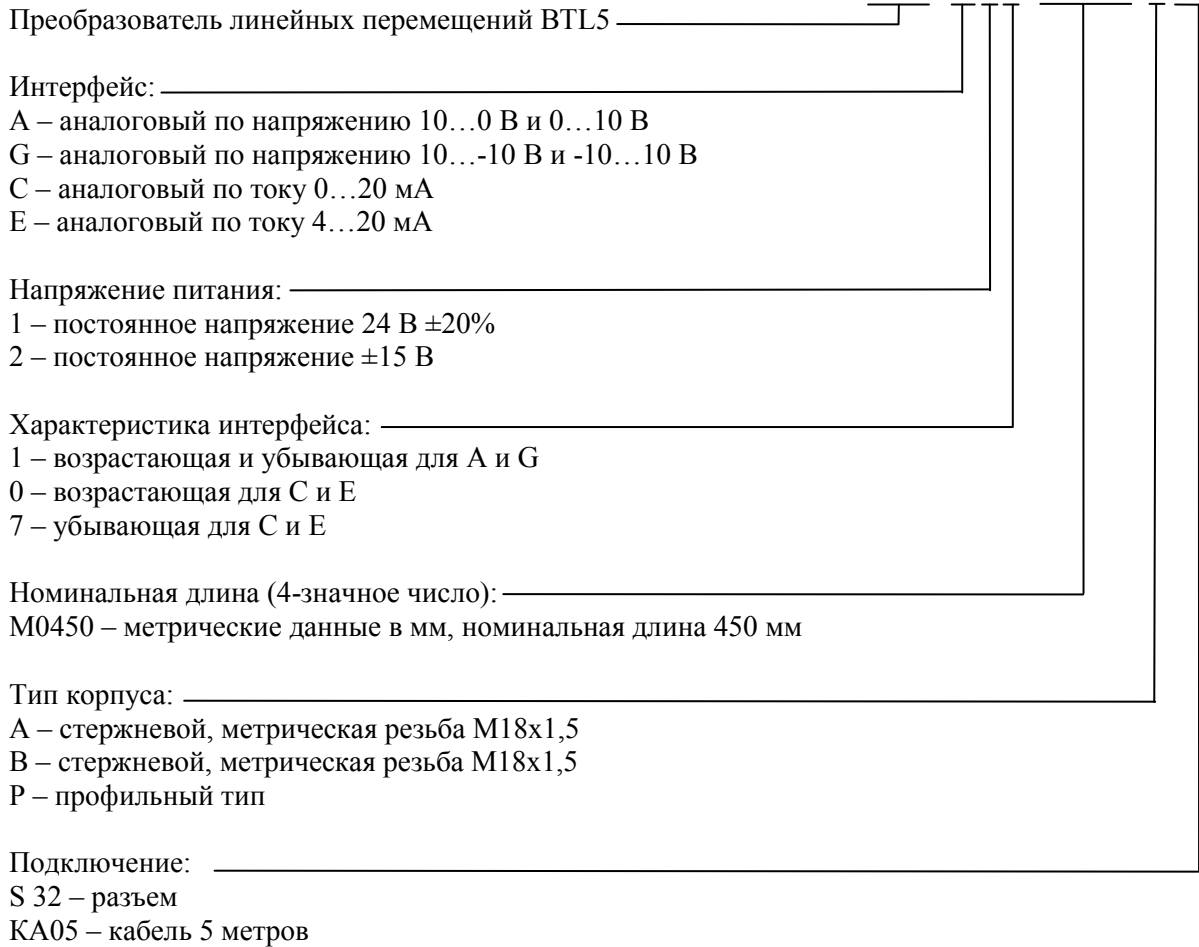 Преобразователь линейных перемещений BTL5
Интерфейс:
A – аналоговый по напряжению 10…0 В и 0…10 В
G – аналоговый по напряжению 10…-10 В и -10…10 В
C – аналоговый по току 0…20 мА
E – аналоговый по току 4…20 мА
Напряжение питания:
1 – постоянное напряжение 24 В ±20%
2 – постоянное напряжение ±15 В
Характеристика интерфейса:
1 – возрастающая и убывающая для A и G
0 – возрастающая для C и E
7 – убывающая для C и E
Номинальная длина (4-значное число):
M0450 – метрические данные в мм, номинальная длина 450 мм
Тип корпуса:
A – стержневой, метрическая резьба M18x1,5
B – стержневой, метрическая резьба M18x1,5
P – профильный тип
Подключение:
S 32 – разъем
KA05 – кабель 5 метров